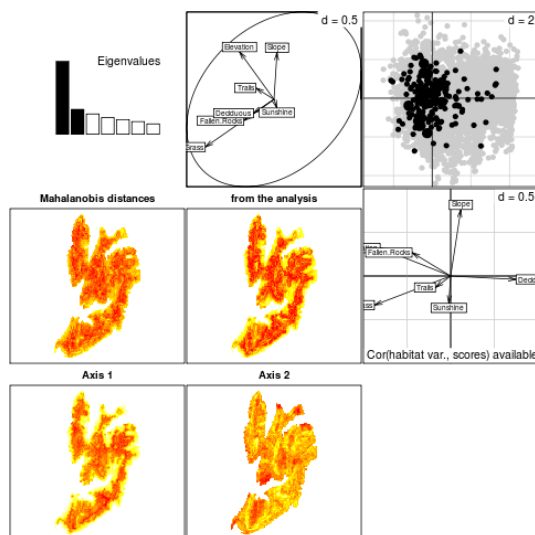 Eigenvalues
d = 0.5
Elevation
Slope
Trails
Deciduous
Sunshine
Fallen.Rocks
Grass
d = 2
Mahalanobis distances
from the analysis
d = 0.5
Slope
Fallen.Rocks
Trails
Sunshine
Cor(habitat var., scores) available
Axis 1
Axis 2